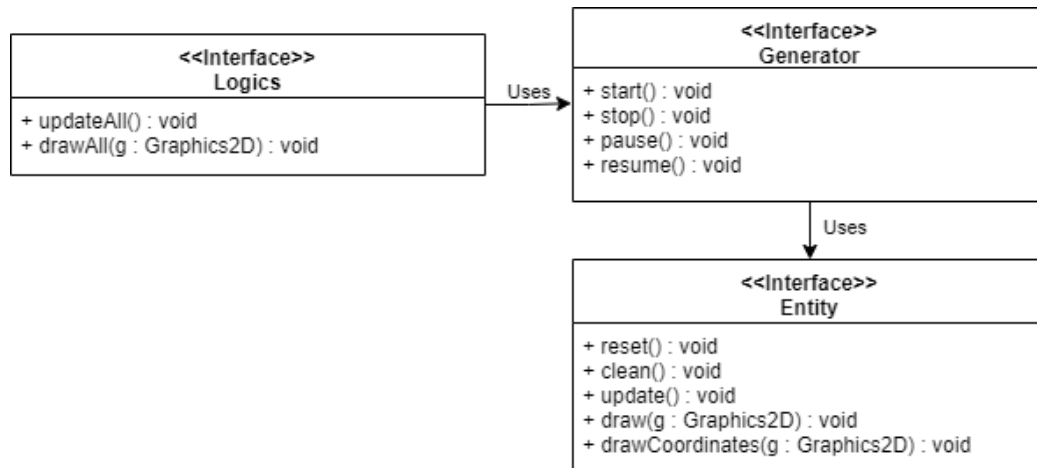 <<Interface>>
Logics
+ updateAll() : void
+ drawAll(g : Graphics2D) : void
Uses
<<Interface>>
Generator
+ start() : void
+ stop() : void
+ pause() : void
+ resume() : void
Uses
<<Interface>>
Entity
+ reset() : void
+ clean() : void
+ update() : void
+ draw(g : Graphics2D) : void
+ drawCoordinates(g : Graphics2D) : void